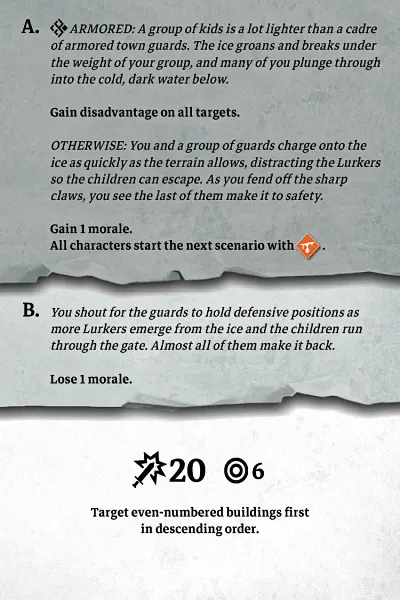 A. ARMORED: A group of kids is a lot lighter than a cadre
of armored town guards. The ice groans and breaks under
the weight of your group, and many of you plunge through
into the cold, dark water below.
Gain disadvantage on all targets.
OTHERWISE: You and a group of guards charge onto the
ice as quickly as the terrain allows, distracting the Lurkers
so the children can escape. As you fend off the sharp
claws, you see the last of them make it to safety.
Gain 1 morale.
All characters start the next scenario with .
B. You shout for the guards to hold defensive positions as
more Lurkers emerge from the ice and the children run
through the gate. Almost all of them make it back.
Lose 1 morale.
20 6
Target even-numbered buildings first
in descending order.